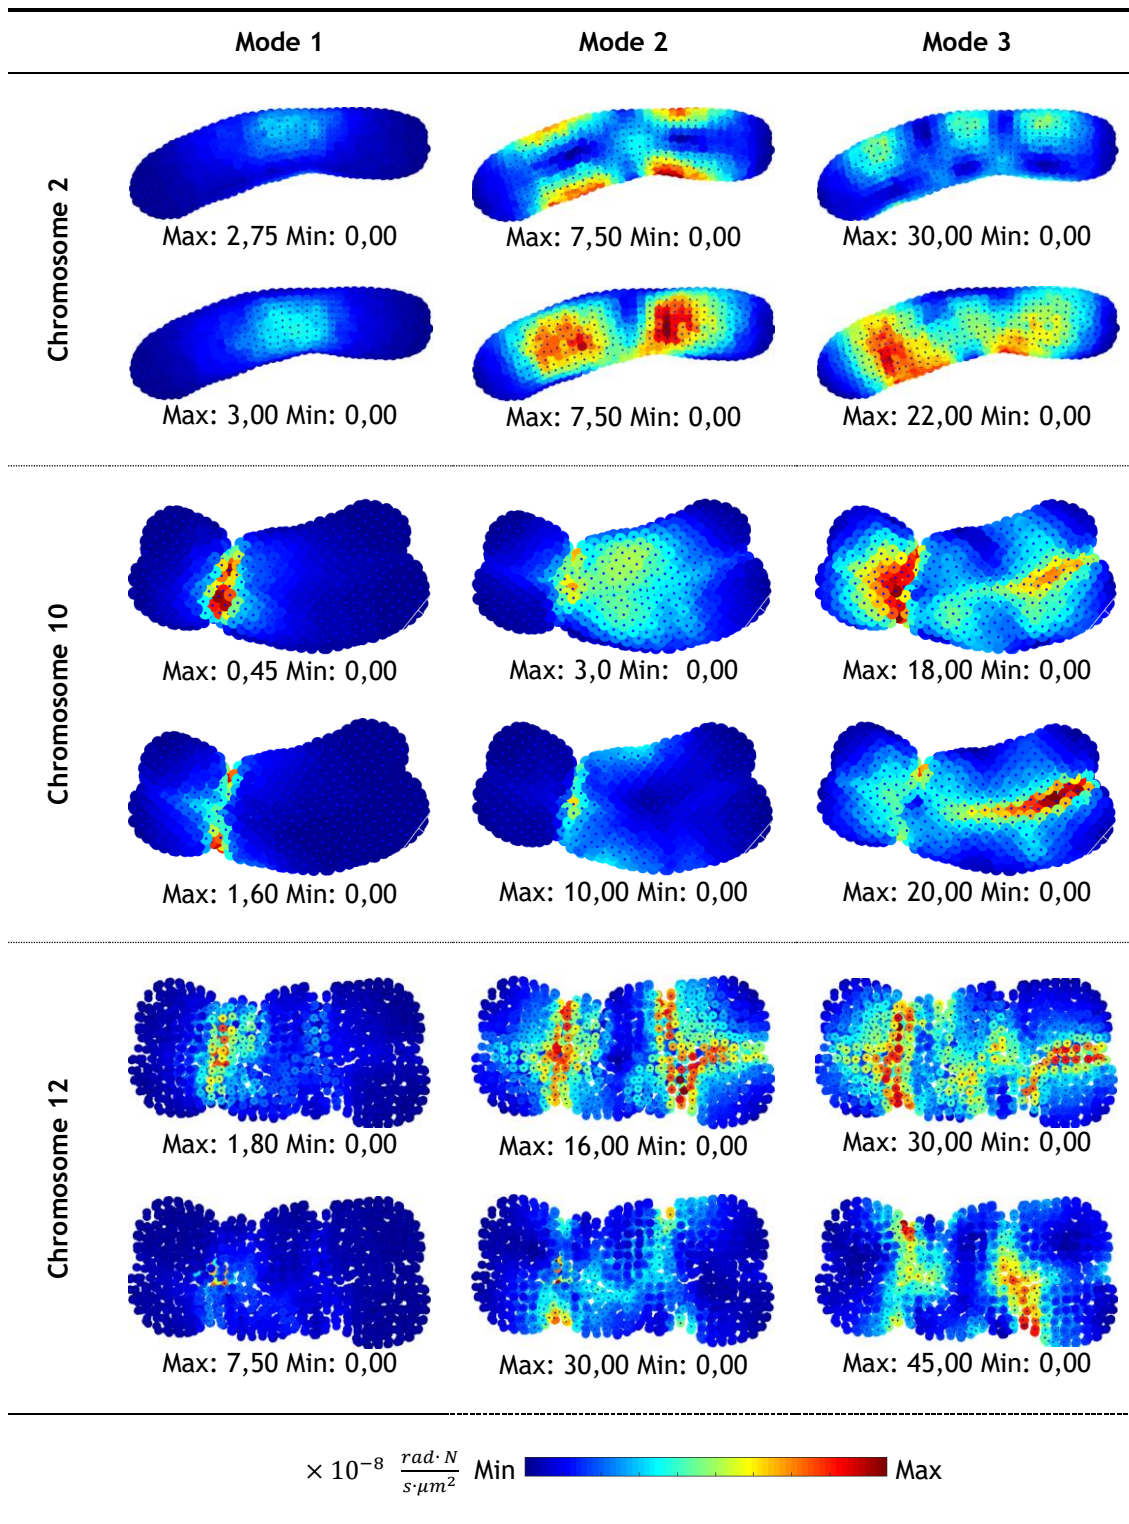 Mode 1 Mode 2 Mode 3
Chromosome 2
Max: 2,75 Min: 0,00 Max: 7,50 Min: 0,00 Max: 30,00 Min: 0,00
Max: 3,00 Min: 0,00 Max: 7,50 Min: 0,00 Max: 22,00 Min: 0,00
Chromosome 10
Max: 0,45 Min: 0,00 Max: 3,0 Min: 0,00 Max: 18,00 Min: 0,00
Max: 1,60 Min: 0,00 Max: 10,00 Min: 0,00 Max: 20,00 Min: 0,00
Chromosome 12
Max: 1,80 Min: 0,00 Max: 16,00 Min: 0,00 Max: 30,00 Min: 0,00
Max: 7,50 Min: 0,00 Max: 30,00 Min: 0,00 Max: 45,00 Min: 0,00
× 10⁻⁸ rad· N / s·μm² Min Max